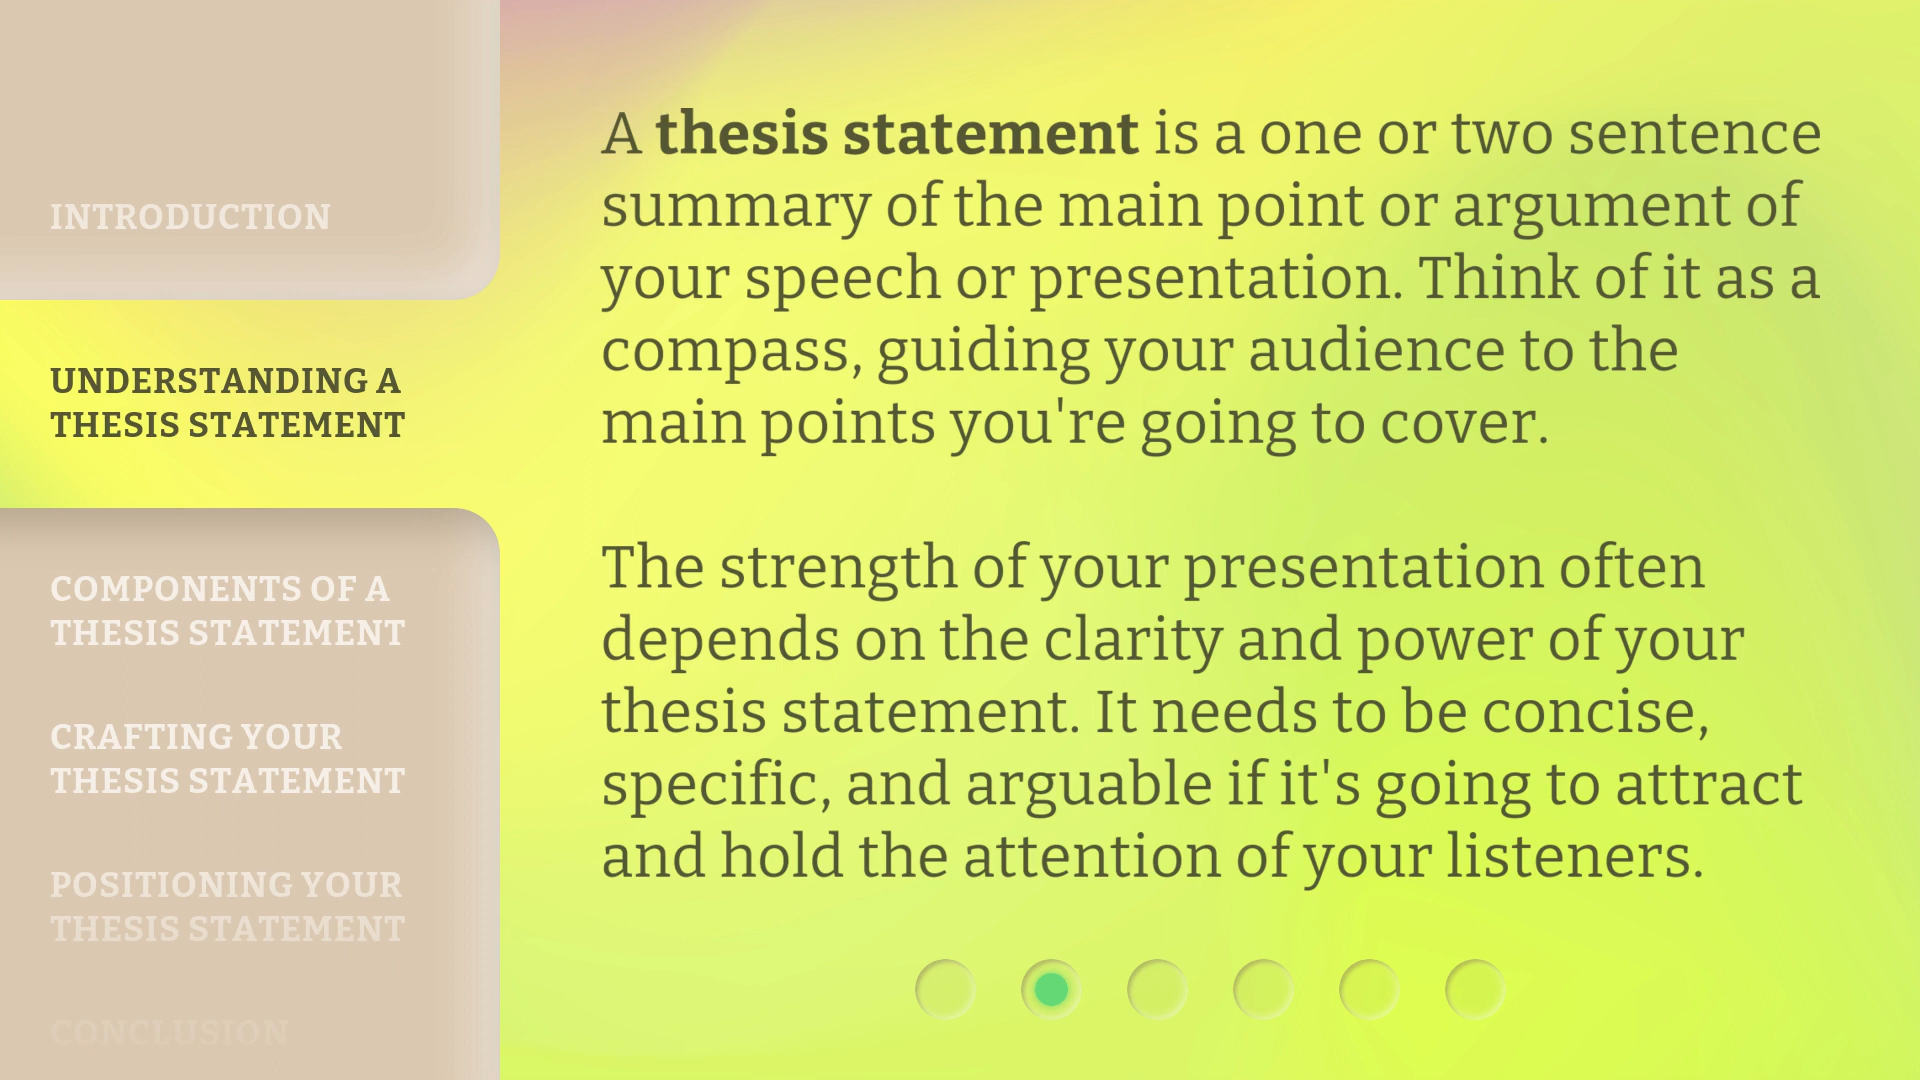 INTRODUCTION
UNDERSTANDING A
THESIS STATEMENT
COMPONENTS OF A
THESIS STATEMENT
CRAFTING YOUR
THESIS STATEMENT
POSITIONING YOUR
THESIS STATEMENT
CONCLUSION
A thesis statement is a one or two sentence
summary of the main point or argument of
your speech or presentation. Think of it as a
compass, guiding your audience to the
main points you're going to cover.
The strength of your presentation often
depends on the clarity and power of your
thesis statement. It needs to be concise,
specific, and arguable if it's going to attract
and hold the attention of your listeners.